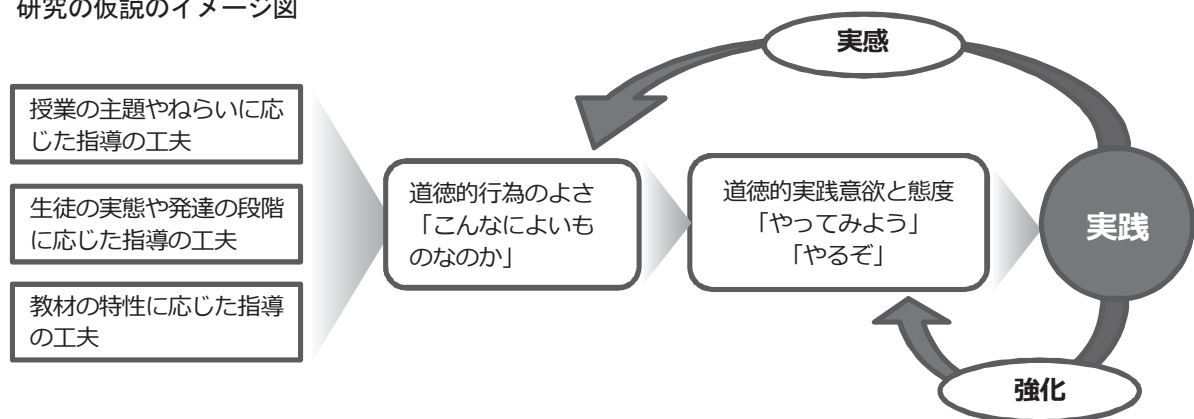 研究の仮説のイメージ図
実感
授業の主題やねらいに応
じた指導の工夫
生徒の実態や発達の段階
に応じた指導の工夫
教材の特性に応じた指導
の工夫
道徳的行為のよさ
「こんなによいも
のなのか」
道徳的実践意欲と態度
「やってみよう」
「やるぞ」
実践
強化